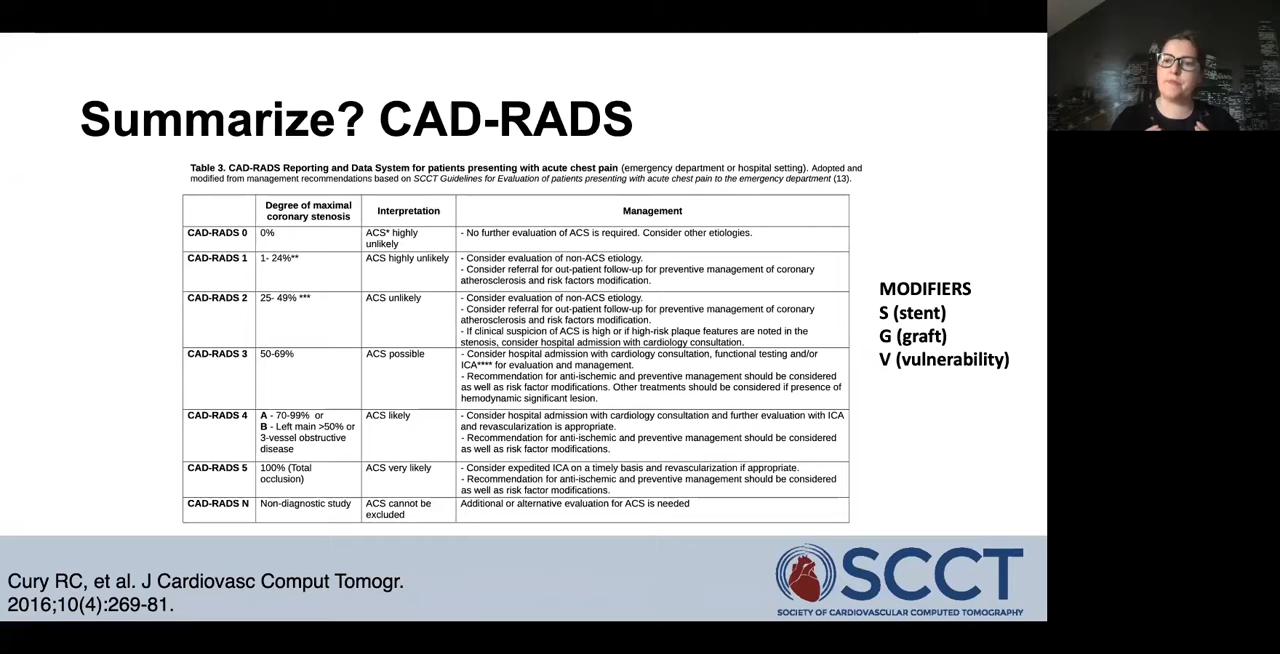 Summarize? CAD-RADS
Table 3. CAD-RADS Reporting and Data System for patients presenting with acute chest pain (emergency department or hospital setting). Adopted and
modified from management recommendations based on SCCT Guidelines for Evaluation of patients presenting with acute chest pain to the emergency department (13).
Degree of maximal
coronary stenosis
Interpretation
Management
CAD-RADS 0
0%
ACS* highly
unlikely
- No further evaluation of ACS is required. Consider other etiologies.
CAD-RADS 1
1- 24%**
ACS highly unlikely
- Consider evaluation of non-ACS etiology.
- Consider referral for out-patient follow-up for preventive management of coronary
atherosclerosis and risk factors modification.
CAD-RADS 2
25- 49% ***
ACS unlikely
- Consider evaluation of non-ACS etiology.
- Consider referral for out-patient follow-up for preventive management of coronary
atherosclerosis and risk factors modification.
- If clinical suspicion of ACS is high or if high-risk plaque features are noted in the
stenosis, consider hospital admission with cardiology consultation.
CAD-RADS 3
50-69%
ACS possible
- Consider hospital admission with cardiology consultation, functional testing and/or
ICA**** for evaluation and management.
- Recommendation for anti-ischemic and preventive management should be considered
as well as risk factor modifications. Other treatments should be considered if presence of
hemodynamic significant lesion.
CAD-RADS 4
A - 70-99% or
B - Left main >50% or
3-vessel obstructive
disease
ACS likely
- Consider hospital admission with cardiology consultation and further evaluation with ICA
and revascularization is appropriate.
- Recommendation for anti-ischemic and preventive management should be considered
as well as risk factor modifications.
CAD-RADS 5
100% (Total
occlusion)
ACS very likely
- Consider expedited ICA on a timely basis and revascularization if appropriate.
- Recommendation for anti-ischemic and preventive management should be considered
as well as risk factor modifications.
CAD-RADS N
Non-diagnostic study
ACS cannot be
excluded
Additional or alternative evaluation for ACS is needed
MODIFIERS
S (stent)
G (graft)
V (vulnerability)
Cury RC, et al. J Cardiovasc Comput Tomogr.
2016;10(4):269-81.
SCCT
SOCIETY OF CARDIOVASCULAR COMPUTED TOMOGRAPHY